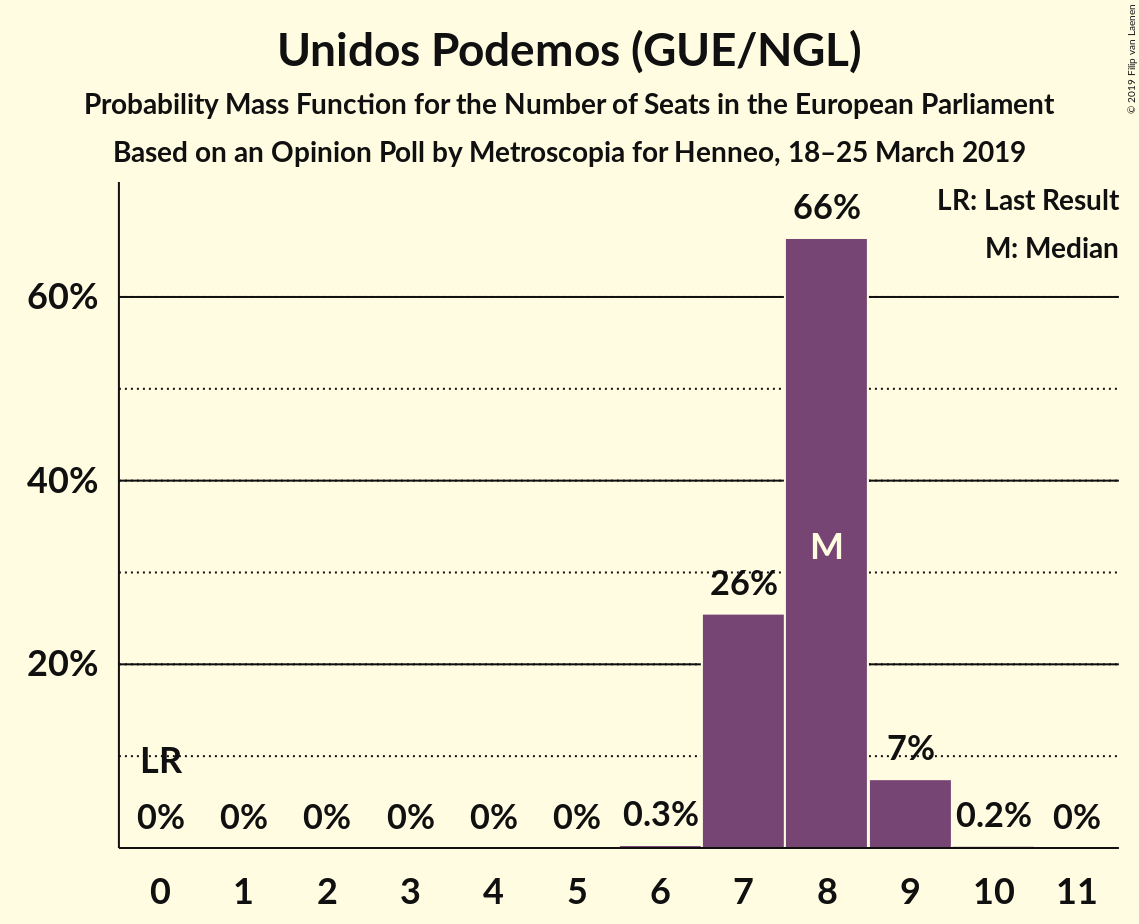 Unidos Podemos (GUE/NGL)
Probability Mass Function for the Number of Seats in the European Parliament
Based on an Opinion Poll by Metroscopia for Henneo, 18–25 March 2019
© 2019 Filip van Laenen
LR: Last Result
M: Median
66%
60%
40%
M
26%
20%
LR
7%
0% 0% 0% 0% 0% 0% 0.3% 0.2% 0%
0 1 2 3 4 5 6 7 8 9 10 11